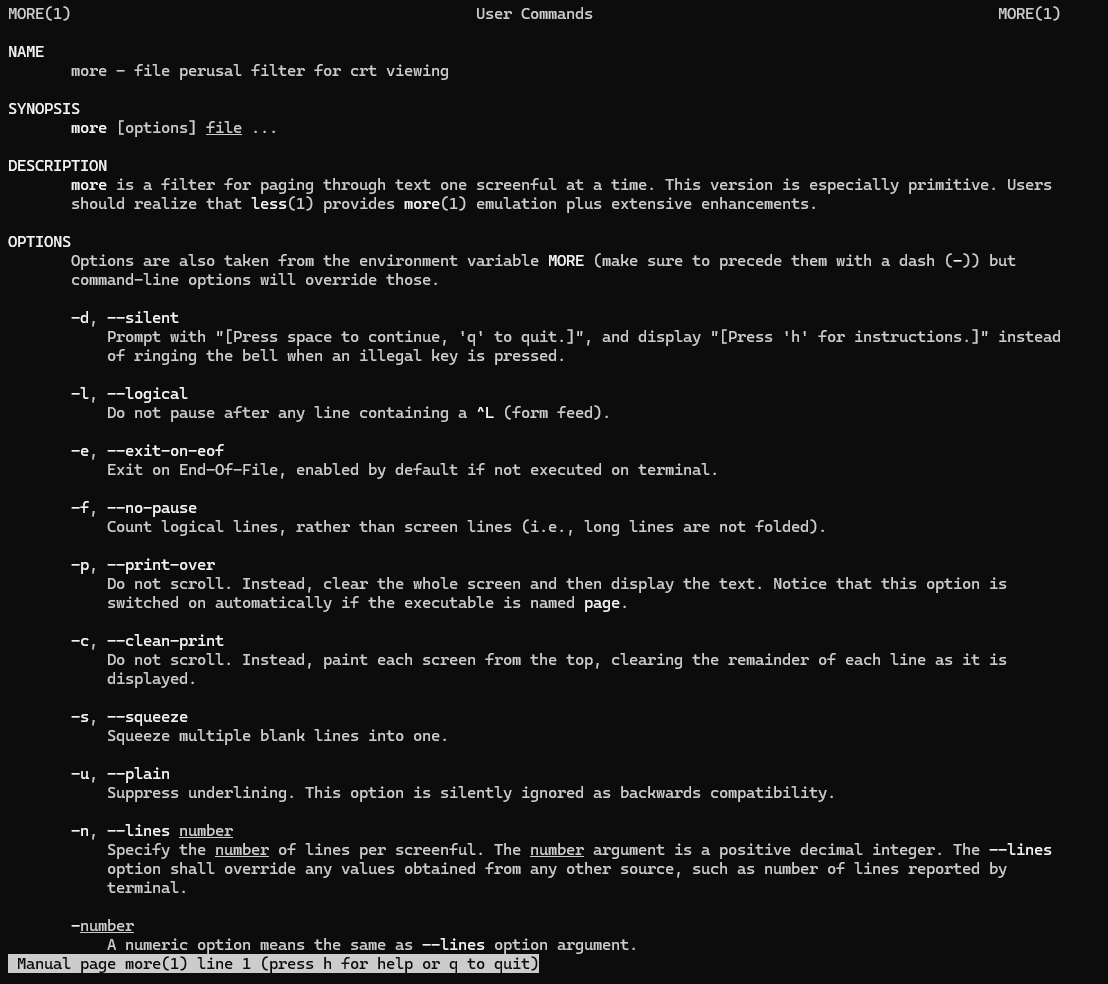 MORE(1) User Commands MORE(1)
NAME
more - file perusal filter for crt viewing
SYNOPSIS
more [options] file ...
DESCRIPTION
more is a filter for paging through text one screenful at a time. This version is especially primitive. Users
should realize that less(1) provides more(1) emulation plus extensive enhancements.
OPTIONS
Options are also taken from the environment variable MORE (make sure to precede them with a dash (-)) but
command-line options will override those.
-d, --silent
Prompt with "[Press space to continue, 'q' to quit.]", and display "[Press 'h' for instructions.]" instead
of ringing the bell when an illegal key is pressed.
-l, --logical
Do not pause after any line containing a ^L (form feed).
-e, --exit-on-eof
Exit on End-Of-File, enabled by default if not executed on terminal.
-f, --no-pause
Count logical lines, rather than screen lines (i.e., long lines are not folded).
-p, --print-over
Do not scroll. Instead, clear the whole screen and then display the text. Notice that this option is
switched on automatically if the executable is named page.
-c, --clean-print
Do not scroll. Instead, paint each screen from the top, clearing the remainder of each line as it is
displayed.
-s, --squeeze
Squeeze multiple blank lines into one.
-u, --plain
Suppress underlining. This option is silently ignored as backwards compatibility.
-n, --lines number
Specify the number of lines per screenful. The number argument is a positive decimal integer. The --lines
option shall override any values obtained from any other source, such as number of lines reported by
terminal.
-number
A numeric option means the same as --lines option argument.
Manual page more(1) line 1 (press h for help or q to quit)